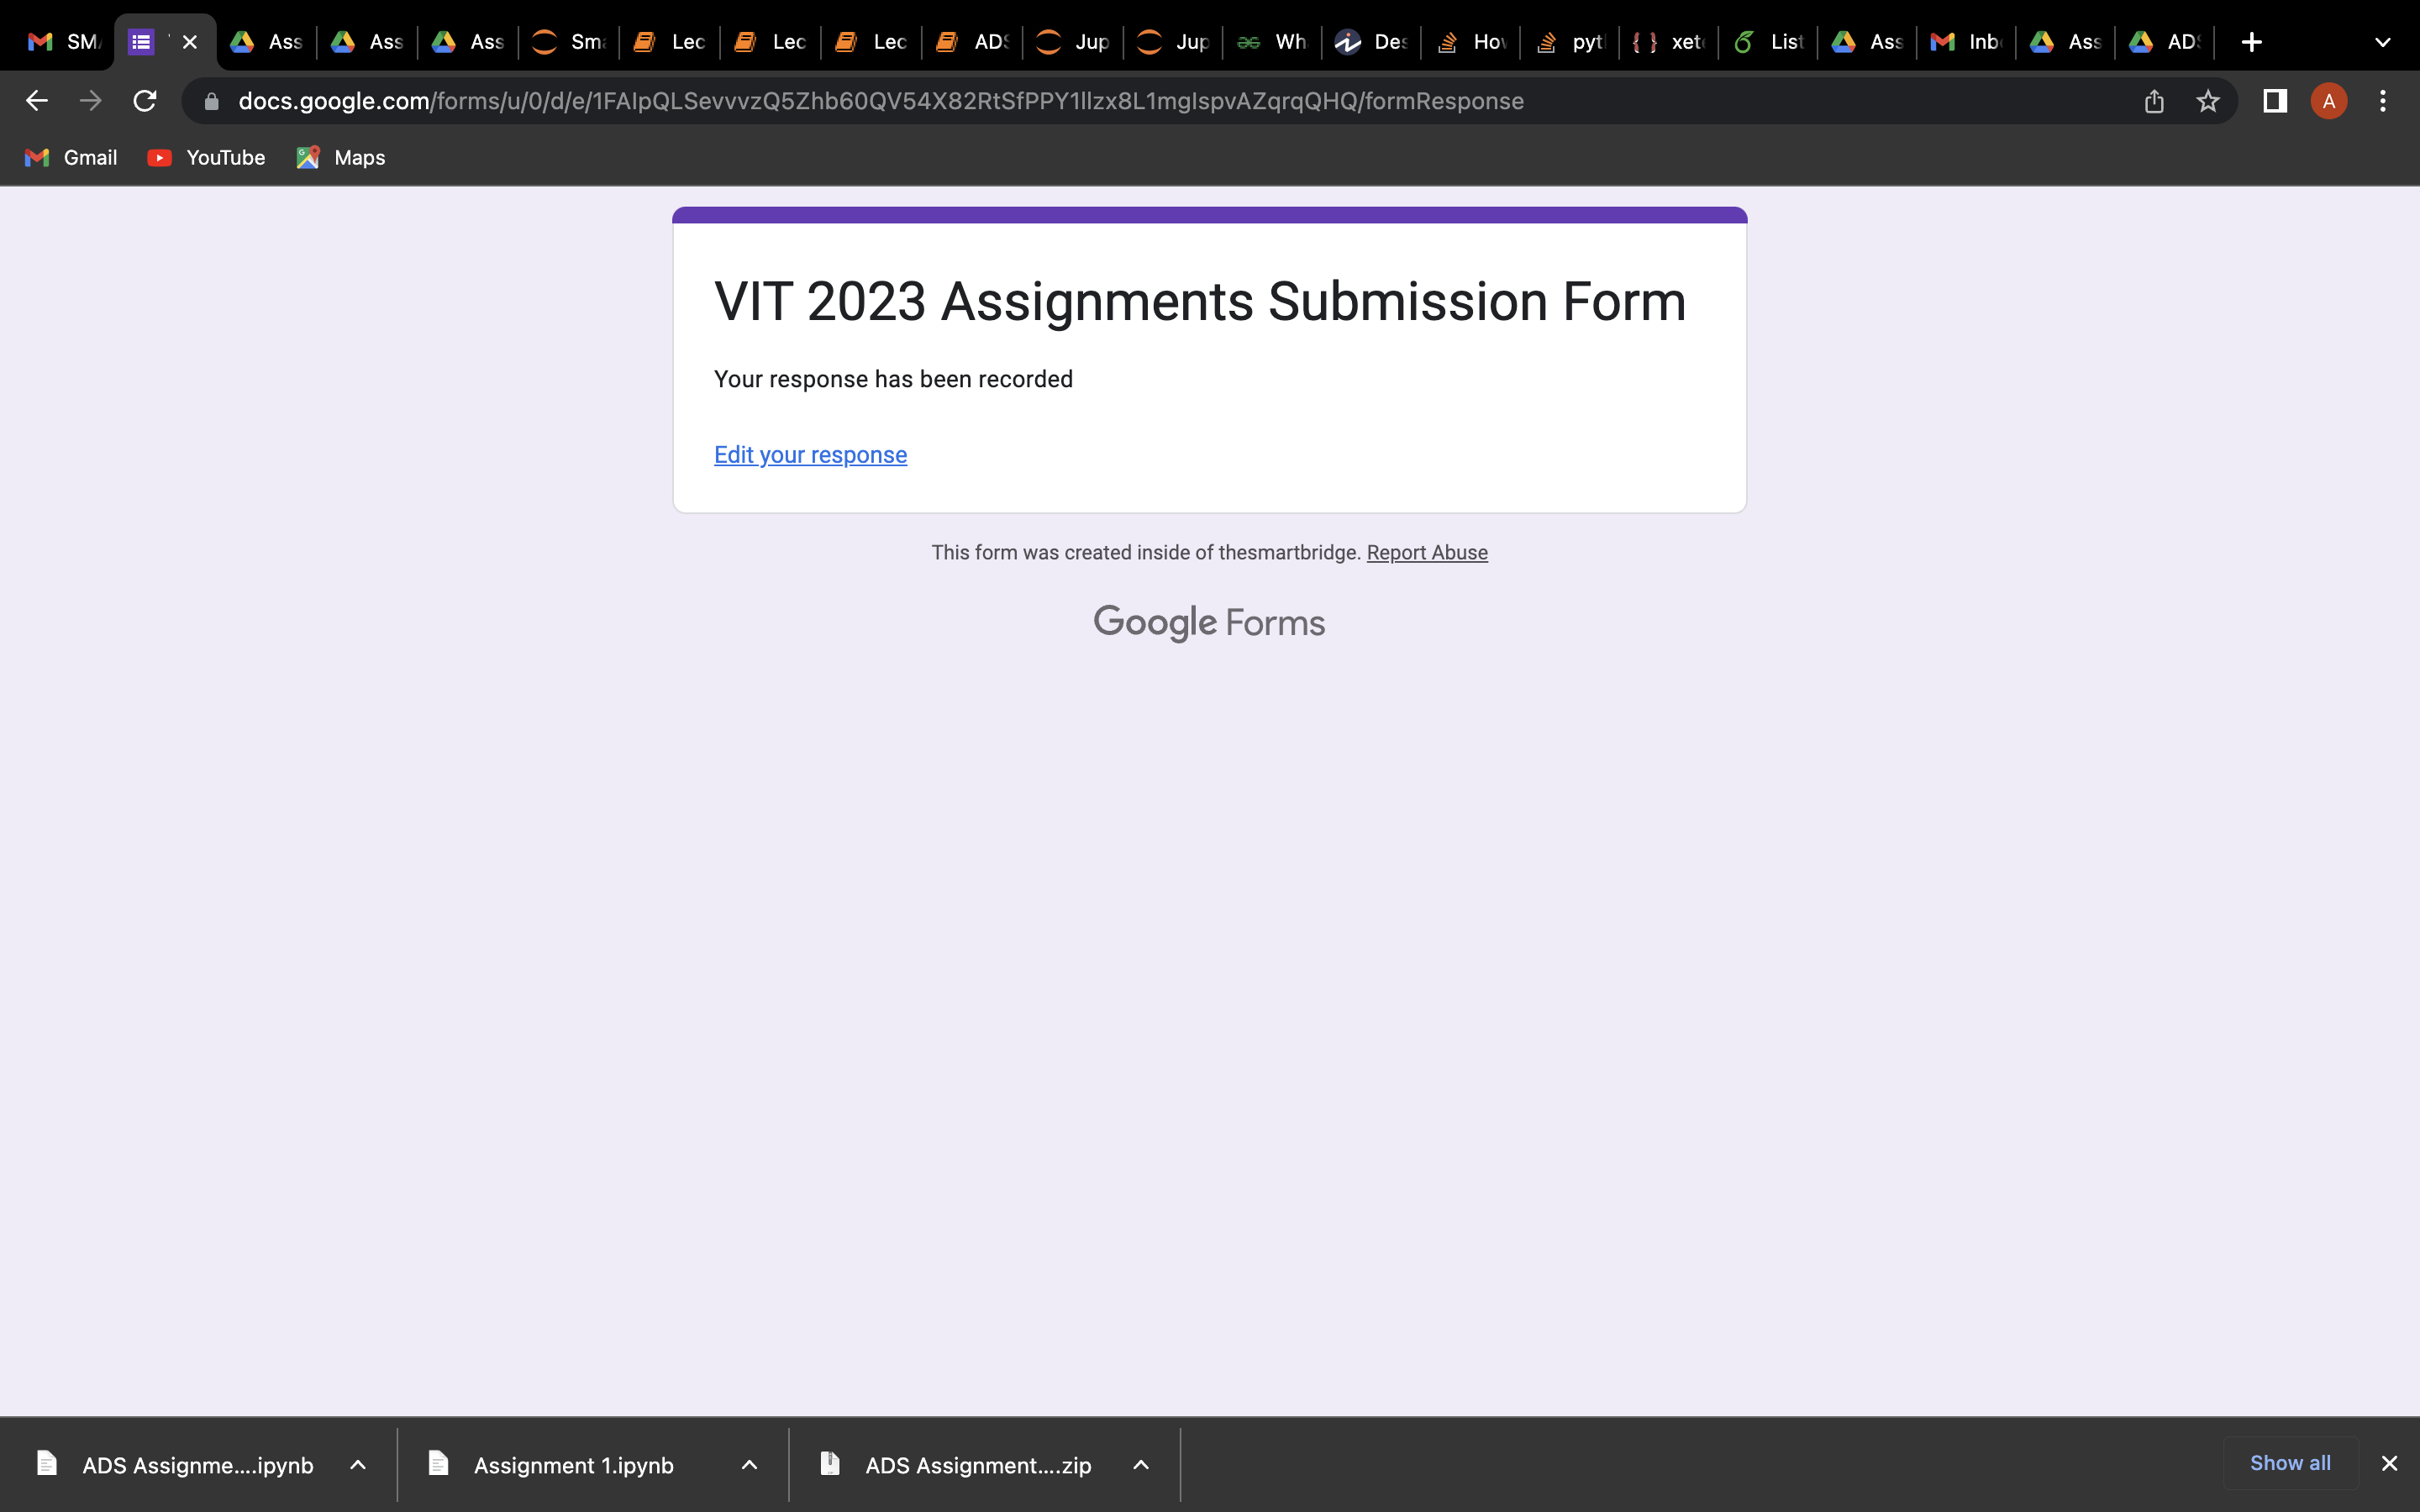 SM
Ass
Ass
Ass
Sma
Lec
Lec
Lec
ADS
Jup
Jup
Wh
Des
How
pyt
xet
List
Ass
Inb
Ass
ADS
docs.google.com/forms/u/0/d/e/1FAIpQLSevvvzQ5Zhb60QV54X82RtSfPPY1llzx8L1mgIspvAZqrqQHQ/formResponse
A
Gmail
YouTube
Maps
VIT 2023 Assignments Submission Form
Your response has been recorded
Edit your response
This form was created inside of thesmartbridge. Report Abuse
Google Forms
ADS Assignme....ipynb
Assignment 1.ipynb
ADS Assignment....zip
Show all